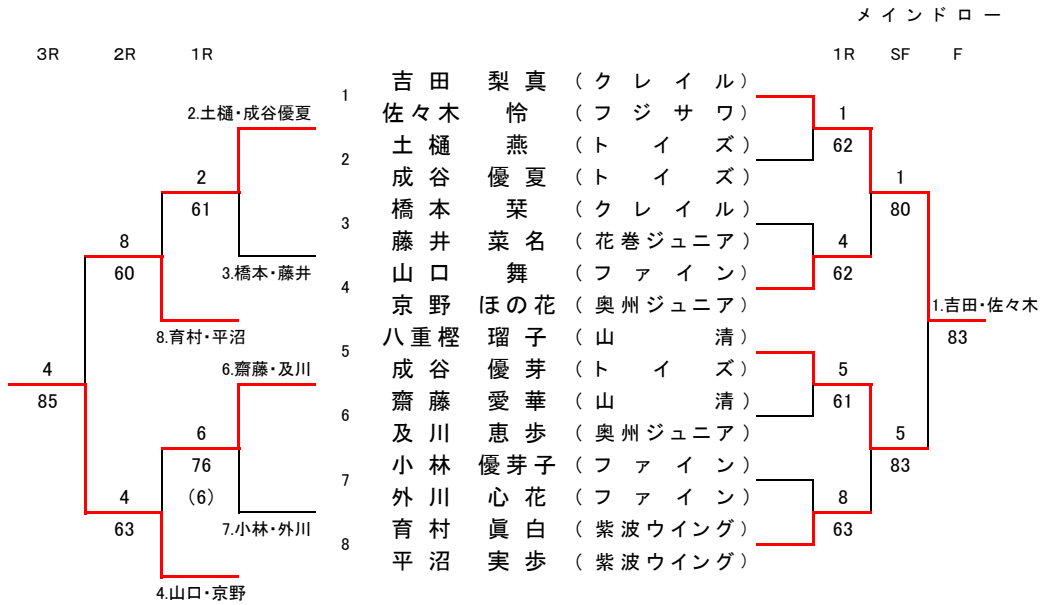 メインドロー
3R 2R 1R 1R SF F
1 吉田 梨真 (クレイル)
佐々木 怜 (フジサワ)
2 土樋 燕 (トイズ)
成谷 優夏 (トイズ)
3 橋本 栞 (クレイル)
藤井 菜名 (花巻ジュニア)
4 山口 舞 (ファイン)
京野 ほの花 (奥州ジュニア)
5 八重樫 瑠子 (山清)
成谷 優芽 (トイズ)
6 齋藤 愛華 (山清)
及川 恵歩 (奥州ジュニア)
7 小林 優芽子 (ファイン)
外川 心花 (ファイン)
8 育村 眞白 (紫波ウイング)
平沼 実歩 (紫波ウイング)
2.土樋・成谷優夏
2
61
3.橋本・藤井
8
60
8.育村・平沼
4
85
6.齋藤・及川
6
76
(6)
7.小林・外川
4
63
4.山口・京野
1
62
4
62
1
80
5
61
8
63
5
83
1.吉田・佐々木
83